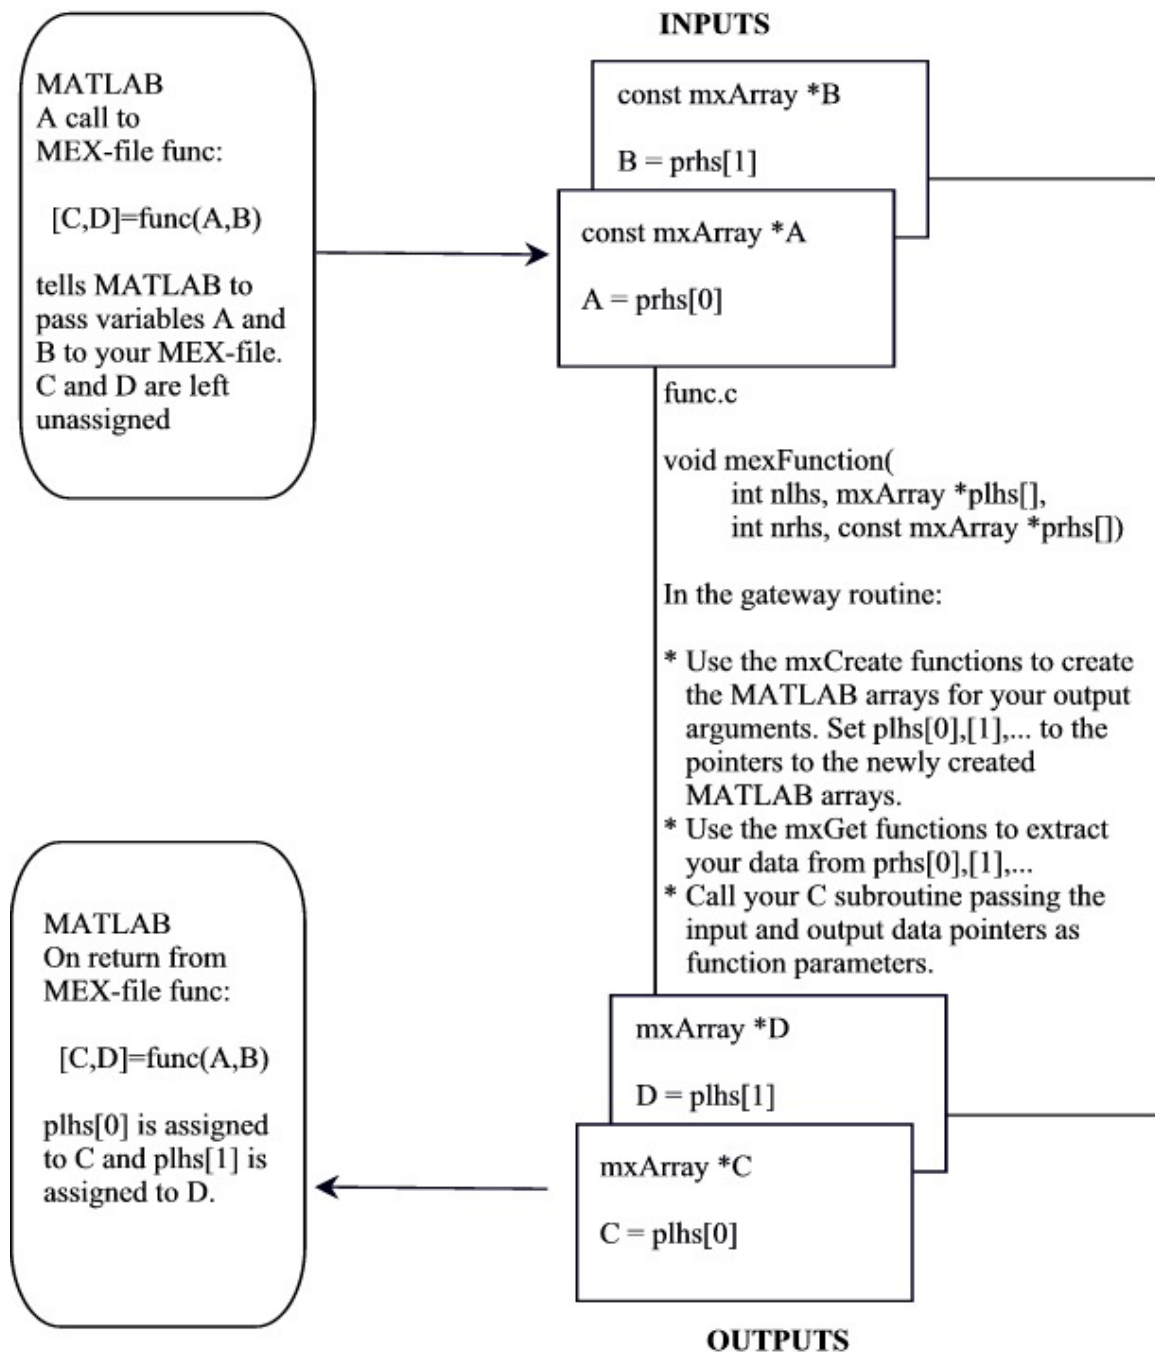 INPUTS
MATLAB
A call to
MEX-file func:
[C,D]=func(A,B)
tells MATLAB to
pass variables A and
B to your MEX-file.
C and D are left
unassigned
const mxArray *B
B = prhs[1]
const mxArray *A
A = prhs[0]
func.c
void mexFunction(
int nlhs, mxArray *plhs[],
int nrhs, const mxArray *prhs[])
In the gateway routine:
* Use the mxCreate functions to create
the MATLAB arrays for your output
arguments. Set plhs[0],[1],... to the
pointers to the newly created
MATLAB arrays.
* Use the mxGet functions to extract
your data from prhs[0],[1],...
* Call your C subroutine passing the
input and output data pointers as
function parameters.
MATLAB
On return from
MEX-file func:
[C,D]=func(A,B)
plhs[0] is assigned
to C and plhs[1] is
assigned to D.
mxArray *D
D = plhs[1]
mxArray *C
C = plhs[0]
OUTPUTS